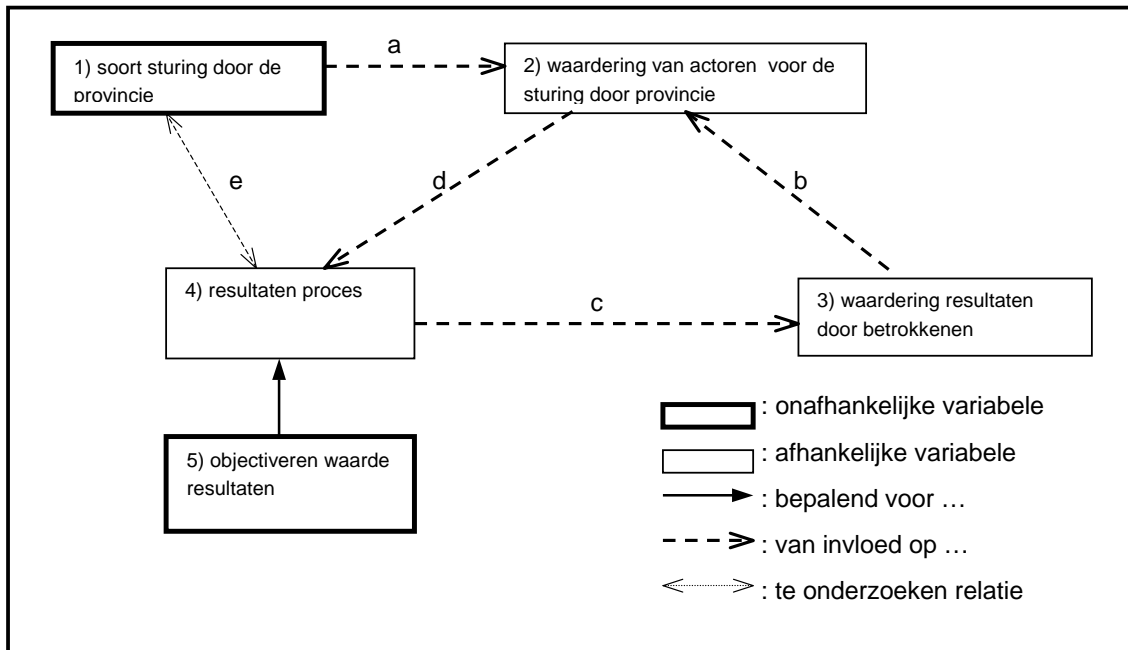 a
1) soort sturing door de
provincie
2) waardering van actoren voor de
sturing door provincie
e
d
b
4) resultaten proces
c
3) waardering resultaten
door betrokkenen
5) objectiveren waarde
resultaten
: onafhankelijke variabele
: afhankelijke variabele
: bepalend voor …
: van invloed op …
: te onderzoeken relatie